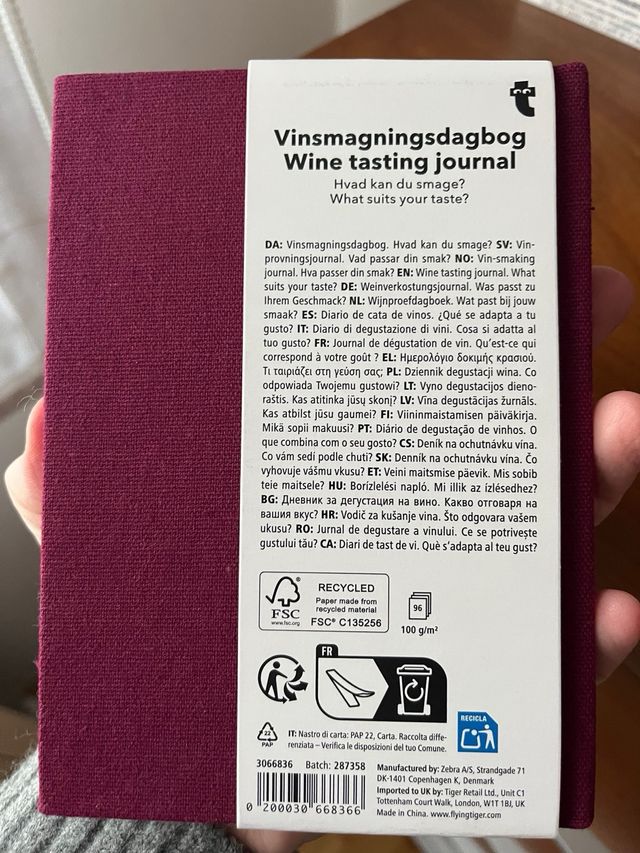 Vinsmagningsdagbog
Wine tasting journal
Hvad kan du smage?
What suits your taste?
DA: Vinsmagningsdagbog. Hvad kan du smage? SV: Vin-
provningsjournal. Vad passar din smak? NO: Vin-smaking
journal. Hva passer din smak? EN: Wine tasting journal. What
suits your taste? DE: Weinverkostungsjournal. Was passt zu
Ihrem Geschmack? NL: Wijnproefdagboek. Wat past bij jouw
smaak? ES: Diario de cata de vinos. ¿Qué se adapta a tu
gusto? IT: Diario di degustazione di vini. Cosa si adatta al
tuo gusto? FR: Journal de dégustation de vin. Qu'est-ce qui
correspond à votre goût ? EL: Ημερολόγιο δοκιμής κρασιού.
Τι ταιριάζει στη γεύση σας; PL: Dziennik degustacji wina. Co
odpowiada Twojemu gustowi? LT: Vyno degustacijos dieno-
raštis. Kas atitinka jūsų skonį? LV: Vīna degustācijas žurnāls.
Kas atbilst jūsu gaumei? FI: Viininmaistamisen päiväkirja.
Mikä sopii makuusi? PT: Diário de degustação de vinhos. O
que combina com o seu gosto? CS: Deník na ochutnávku vína.
Co vám sedí podle chuti? SK: Denník na ochutnávku vína. Čo
vyhovuje vášmu vkusu? ET: Veini maitsmise päevik. Mis sobib
teie maitsele? HU: Borízlelési napló. Mi illik az ízlésedhez?
BG: Дневник за дегустация на вино. Какво отговаря на
вашия вкус? HR: Vodič za kušanje vina. Što odgovara vašem
ukusu? RO: Jurnal de degustare a vinului. Ce se potrivește
gustului tău? CA: Diari de tast de vi. Què s'adapta al teu gust?
FSC
www.fsc.org
RECYCLED
Paper made from
recycled material
FSC® C135256
96
100 g/m²
FR
RECICLA
22
PAP
IT: Nastro di carta: PAP 22, Carta. Raccolta diffe-
renziata – Verifica le disposizioni del tuo Comune.
3066836 Batch: 287358
0 200030 668366
Manufactured by: Zebra A/S, Strandgade 71
DK-1401 Copenhagen K, Denmark
Imported to UK by: Tiger Retail Ltd., Unit C1
Tottenham Court Walk, London, W1T 1BJ, UK
Made in China. www.flyingtiger.com